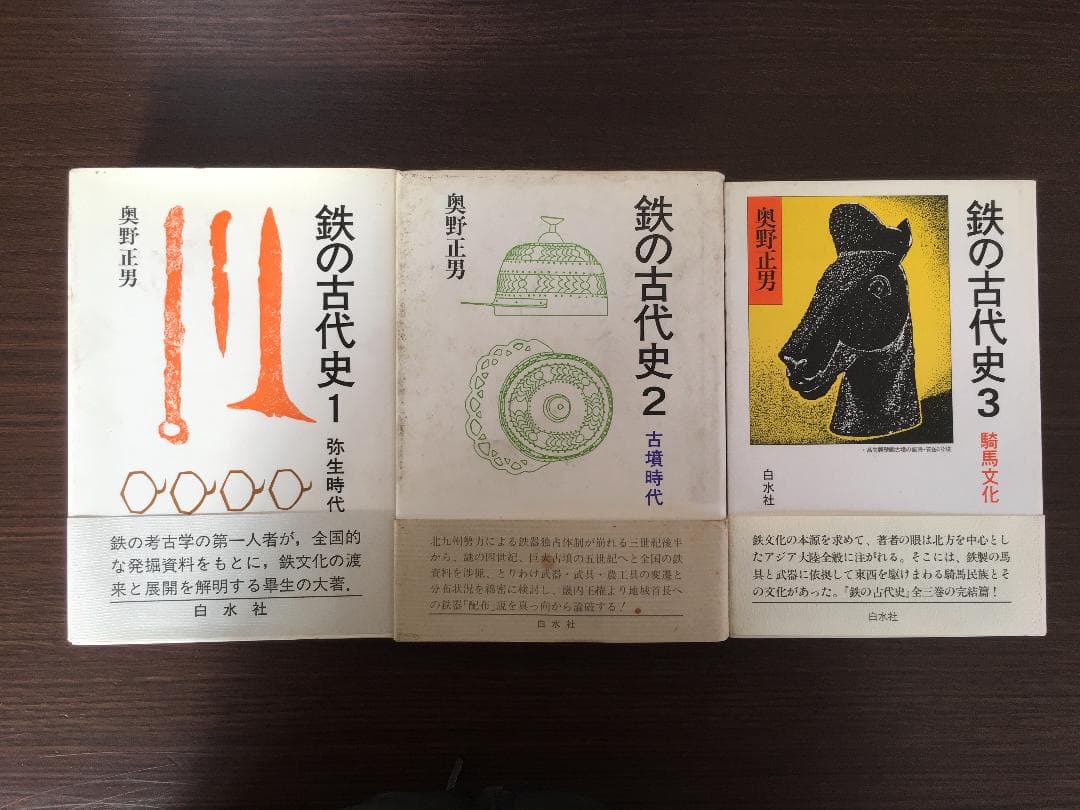 鉄の古代史1
弥生時代
奥野正男
鉄の考古学の第一人者が，全国的
な発掘資料をもとに，鉄文化の渡
来と展開を解明する畢生の大著．
白水社
鉄の古代史2
古墳時代
奥野正男
北九州勢力による鉄器独占体制が崩れる三世紀後半
から、謎の四世紀、巨大古墳の五世紀へと全国の鉄
資料を渉猟、とりわけ武器・武具・農工具の変遷と
分布状況を精密に検討し、畿内王権より地域首長へ
の鉄器「配布」説を真っ向から論破する！
白水社
鉄の古代史3
騎馬文化
奥野正男
白水社
鉄文化の本源を求めて、著者の眼は北方を中心とし
たアジア大陸全般に注がれる。そこには、鉄製の馬
具と武器に依拠して東西を駆けまわる騎馬民族とそ
の文化があった。『鉄の古代史』全三巻の完結篇！
白水社